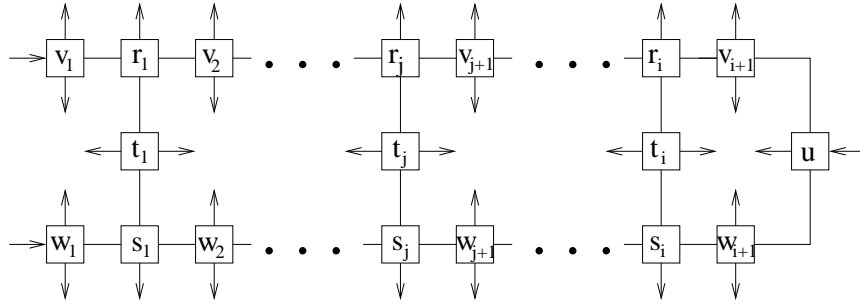 v₁ r₁ v₂ • • • rⱼ vⱼ₊₁ • • • rᵢ vᵢ₊₁
t₁ tⱼ tᵢ u
w₁ s₁ w₂ • • • sⱼ wⱼ₊₁ • • • sᵢ wᵢ₊₁